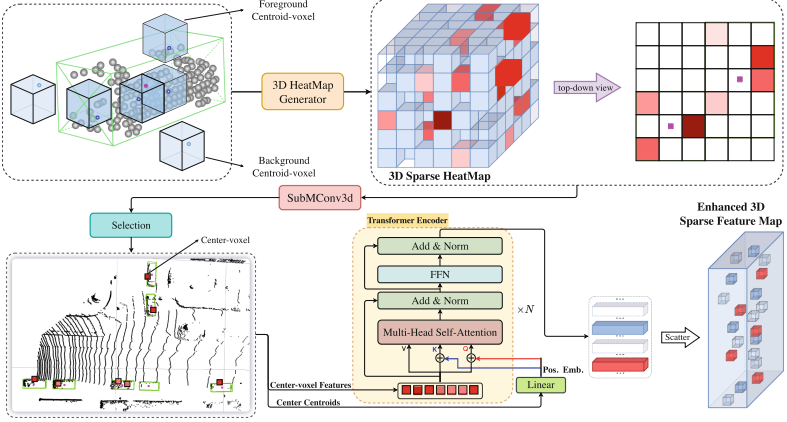 Foreground
Centroid-voxel
3D HeatMap
Generator
top-down view
Background
Centroid-voxel
3D Sparse HeatMap
SubMConv3d
Selection
Center-voxel
Transformer Encoder
Add & Norm
FFN
Add & Norm
Multi-Head Self-Attention
V
K
Q
×N
Pos. Emb.
Linear
Center-voxel Features
Center Centroids
...
...
...
Scatter
Enhanced 3D
Sparse Feature Map